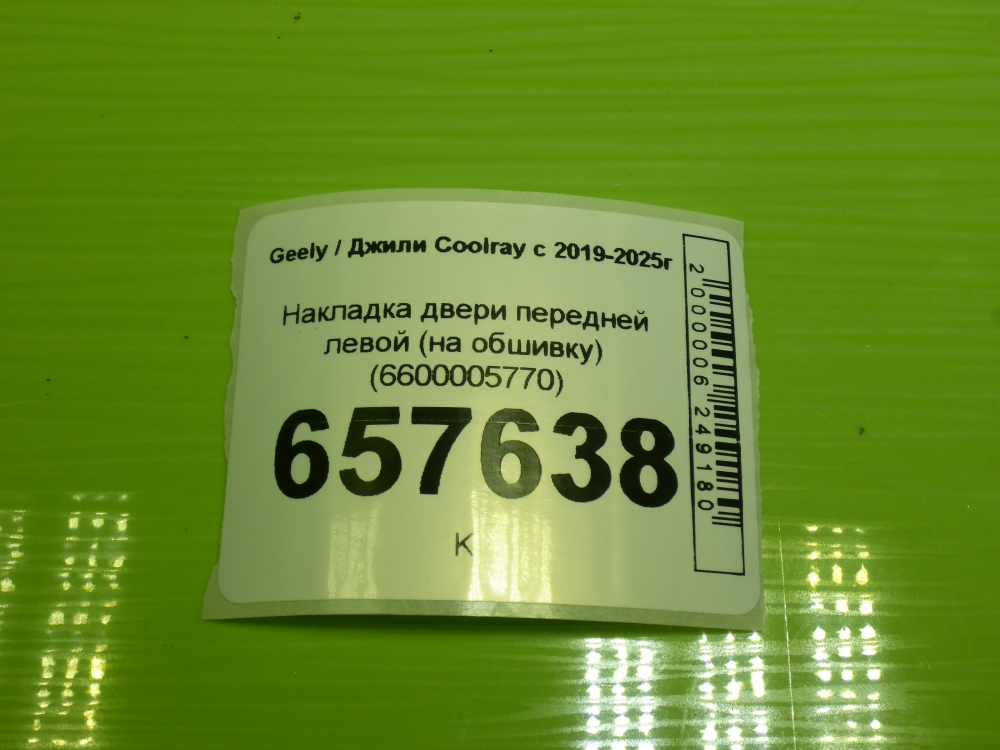 Geely / Джили Coolray с 2019-2025г
Накладка двери передней
левой (на обшивку)
(6600005770)
657638
К
2000006249180